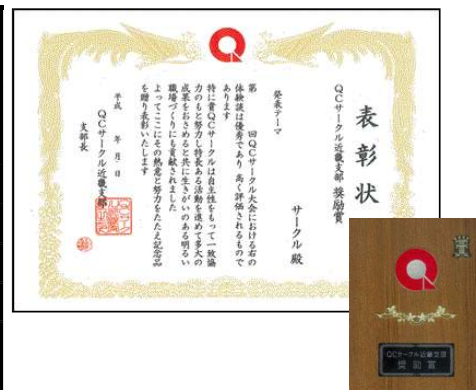 表彰状
QCサークル近畿支部 奨励賞
サークル 殿
発表テーマ
第 回QCサークル大会における右の
体験談は優秀であり 高く評価されるもので
あります
特に貴QCサークルは自主性をもって一致協
力のもと努力し特長ある活動を進めて多大の
成果をおさめると共に生きがいのある明るい
職場づくりにも貢献されました
よってここにその熱意と努力をたたえ記念品
を贈り表彰いたします
平成 年 月 日
QCサークル近畿支部
支部長
QCサークル近畿支部
奨励賞